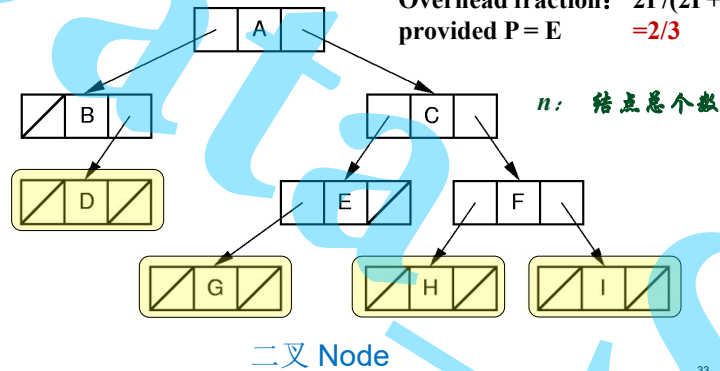 Overhead fraction: 2P/(2P+
provided P = E =2/3
n: 结点总个数
A
B
C
D
E
F
G
H
I
二叉 Node
33